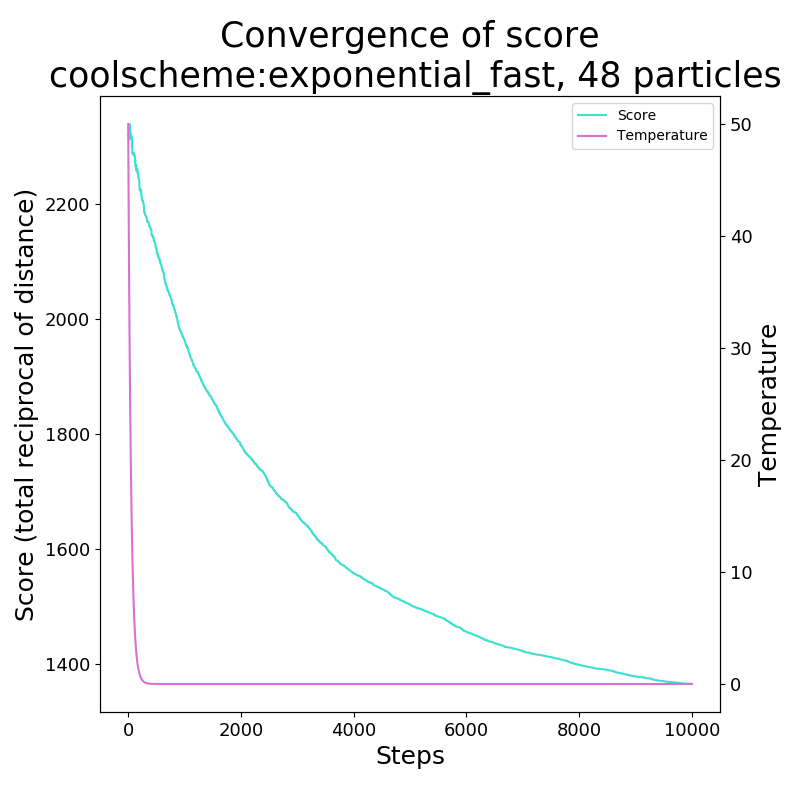 Convergence of score
coolscheme:exponential_fast, 48 particles
Score
Temperature
Score (total reciprocal of distance)
2200
2000
1800
1600
1400
50
40
30
20
10
0
Temperature
0 2000 4000 6000 8000 10000
Steps